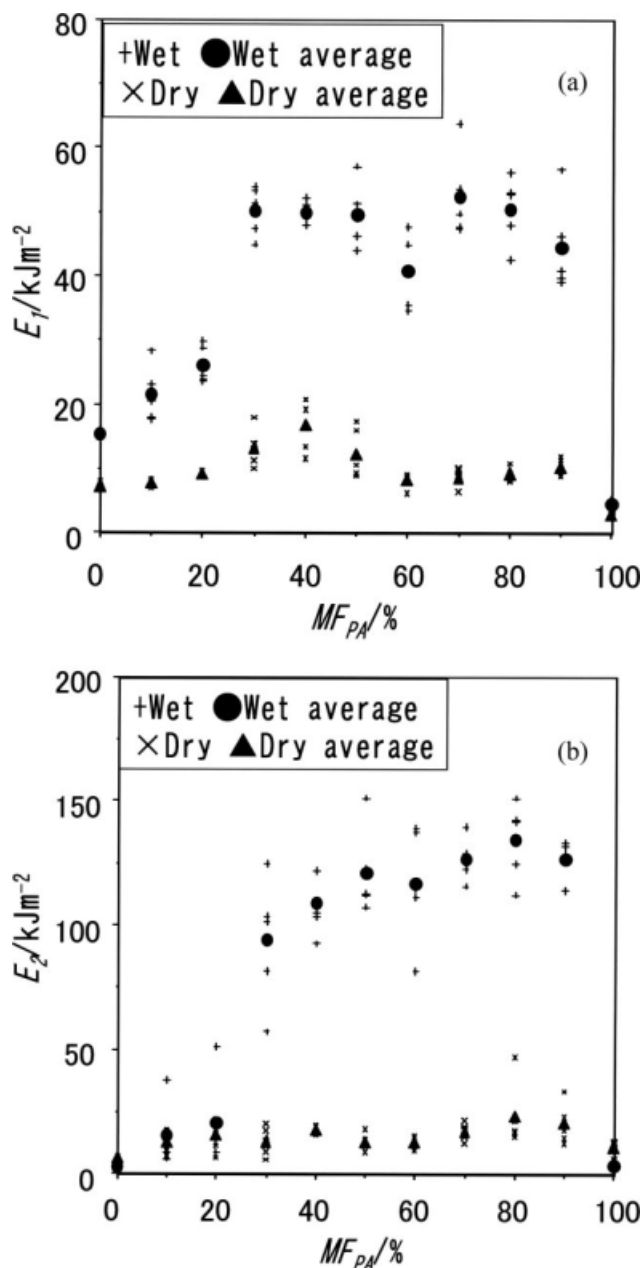 80
+Wet ●Wet average
×Dry ▲Dry average
(a)
60
40
20
0
E₁/kJm⁻²
0 20 40 60 80 100
MF_PA/%
200
+Wet ●Wet average
×Dry ▲Dry average
(b)
150
100
50
0
E₂/kJm⁻²
0 20 40 60 80 100
MF_PA/%